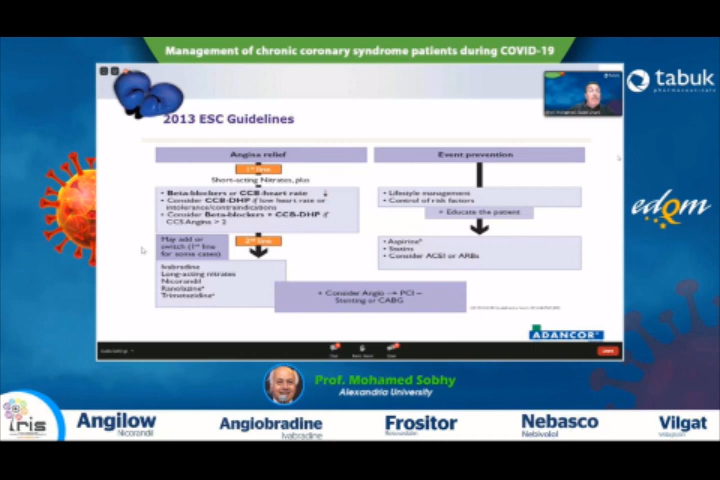 Management of chronic coronary syndrome patients during COVID-19
tabuk
pharmaceuticals
edom
2013 ESC Guidelines
Angina relief
Event prevention
1st line
Short-acting Nitrates, plus
• Beta-blockers or CCB-heart rate ↓
• Consider CCB-DHP if low heart rate or
intolerance/contraindications
• Consider Beta-blockers + CCB-DHP if
CCS Angina > 2
• Lifestyle management
• Control of risk factors
+ Educate the patient
May add or
switch (1st line
for some cases)
2nd line
• Aspirin
• Statins
• Consider ACEI or ARBs
Ivabradine
Long-acting nitrates
Nicorandil
Ranolazine
Trimetazidine
+ Consider Angio → PCI –
Stenting or CABG
ADANCOR
Prof. Mohamed Sobhy
Alexandria University
iris
Angilow
Nicorandil
Angiobradine
Ivabradine
Frositor
Nebasco
Nebivolol
Vilgat